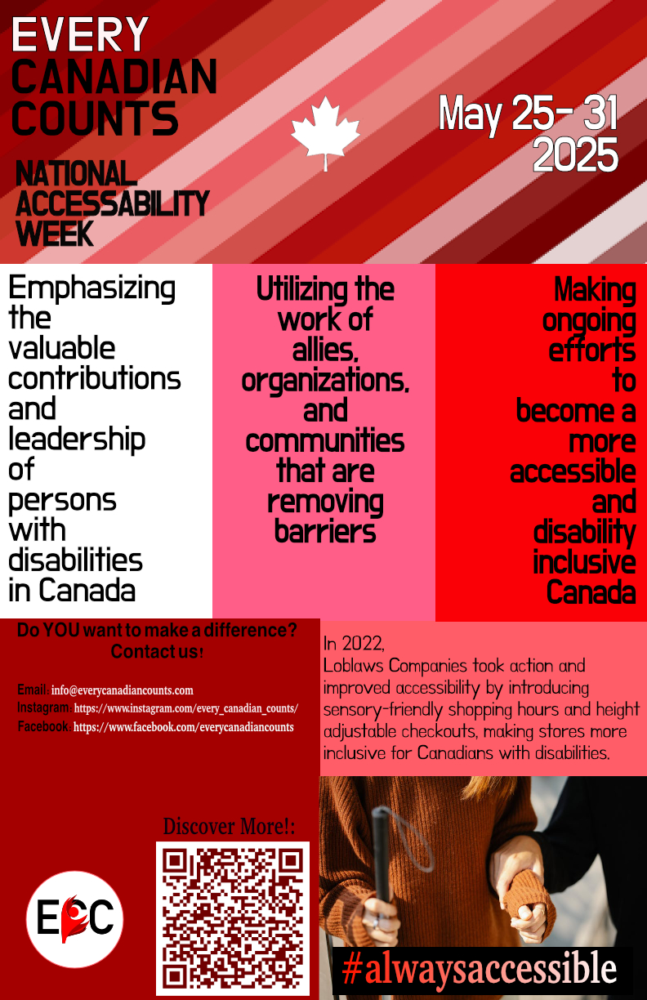 EVERY
CANADIAN
COUNTS
May 25- 31
2025
NATIONAL
ACCESSABILITY
WEEK
Emphasizing
the
valuable
contributions
and
leadership
of
persons
with
disabilities
in Canada
Utilizing the
work of
allies,
organizations,
and
communities
that are
removing
barriers
Making
ongoing
efforts
to
become a
more
accessible
and
disability
inclusive
Canada
Do YOU want to make a difference?
Contact us!
Email: info@everycanadiancounts.com
Instagram: https://www.instagram.com/every_canadian_counts/
Facebook: https://www.facebook.com/everycanadiancounts
In 2022,
Loblaws Companies took action and
improved accessibility by introducing
sensory-friendly shopping hours and height
adjustable checkouts, making stores more
inclusive for Canadians with disabilities.
Discover More!:
ECC
#alwaysaccessible